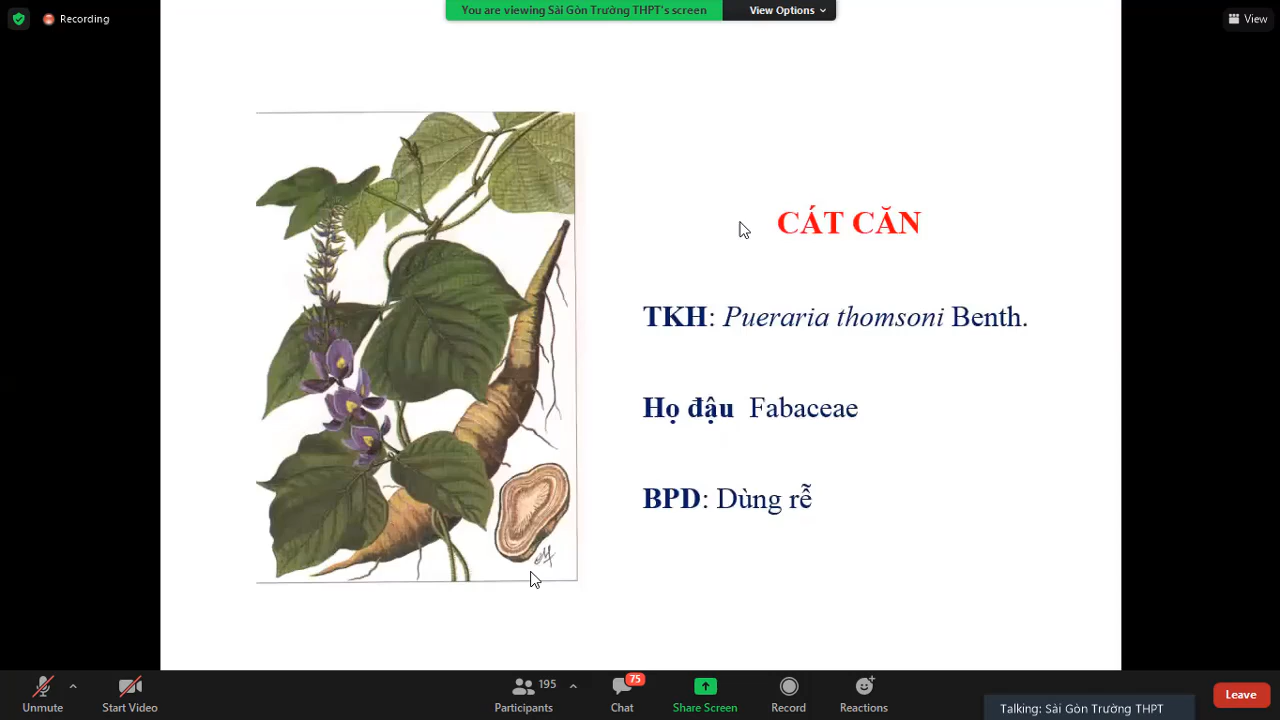 You are viewing Sài Gòn Trường THPT's screen
View Options
Recording
View
CÁT CĂN
TKH: Pueraria thomsoni Benth.
Họ đậu Fabaceae
BPD: Dùng rễ
195
75
Unmute
Start Video
Participants
Chat
Share Screen
Record
Reactions
Talking: Sài Gòn Trường THPT
Leave